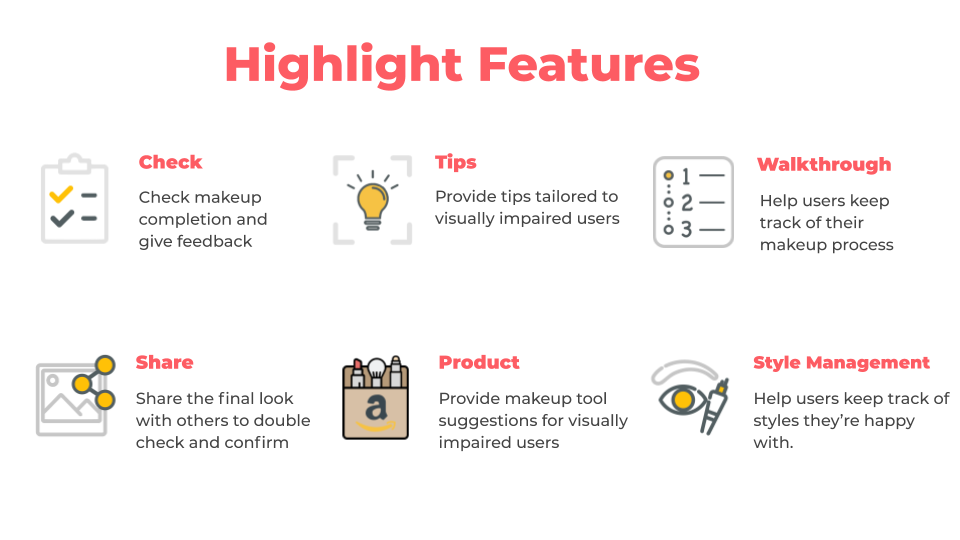 Highlight Features
Check
Check makeup
completion and
give feedback
Tips
Provide tips tailored to
visually impaired users
1
2
3
Walkthrough
Help users keep
track of their
makeup process
Share
Share the final look
with others to double
check and confirm
a
Product
Provide makeup tool
suggestions for visually
impaired users
Style Management
Help users keep track of
styles they’re happy
with.